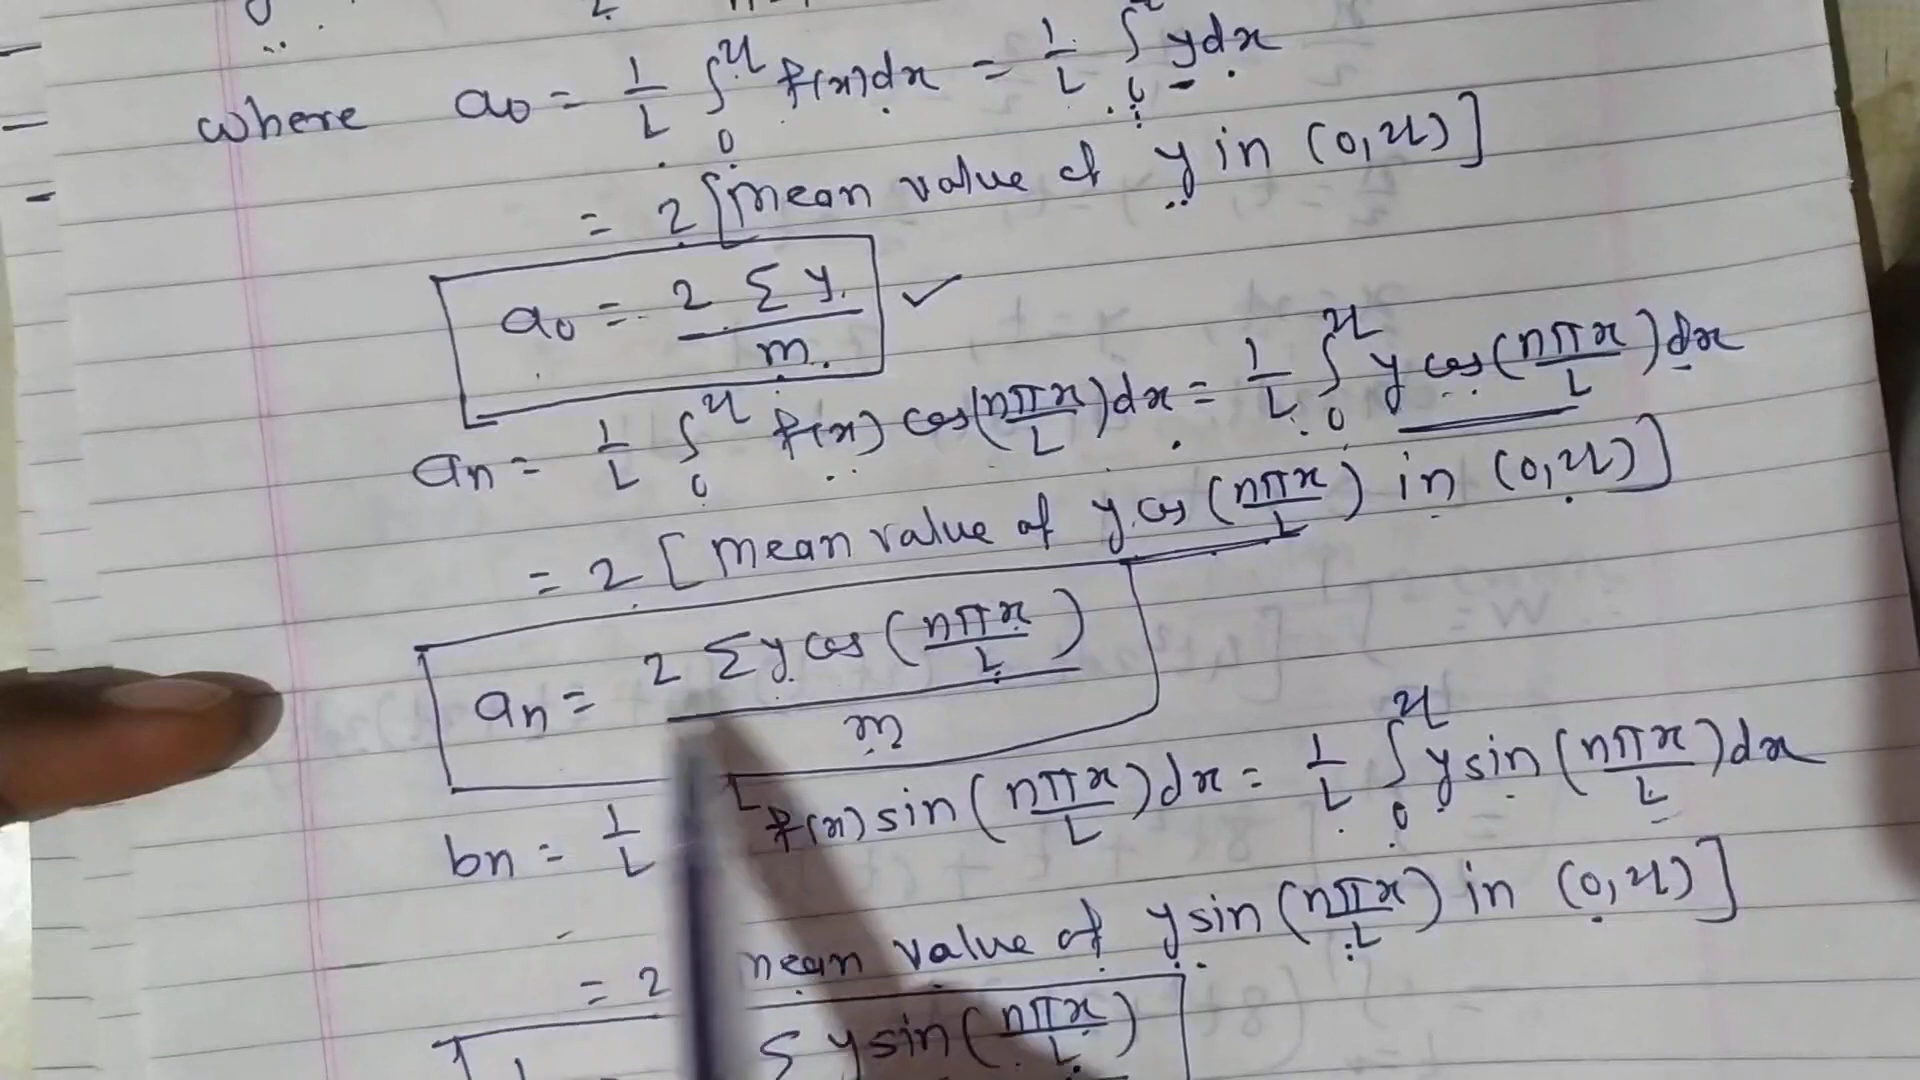 where a0 = 1/L ∫0^2l f(x)dx = 1/L ∫ ydx
= 2 [mean value of y in (0,2l)]
a0 = 2 Σy / m ✓
an = 1/L ∫0^2l f(x) cos(nπx/L)dx = 1/L ∫0^2l y cos(nπx/L)dx
= 2 [mean value of y cos(nπx/L) in (0,2l)]
an = 2 Σy cos(nπx/L) / m
bn = 1/L f(x) sin(nπx/L)dx = 1/L ∫0^2l y sin(nπx/L)dx
= 2 mean value of y sin(nπx/L) in (0,2l)]
Σ y sin(nπx/L)